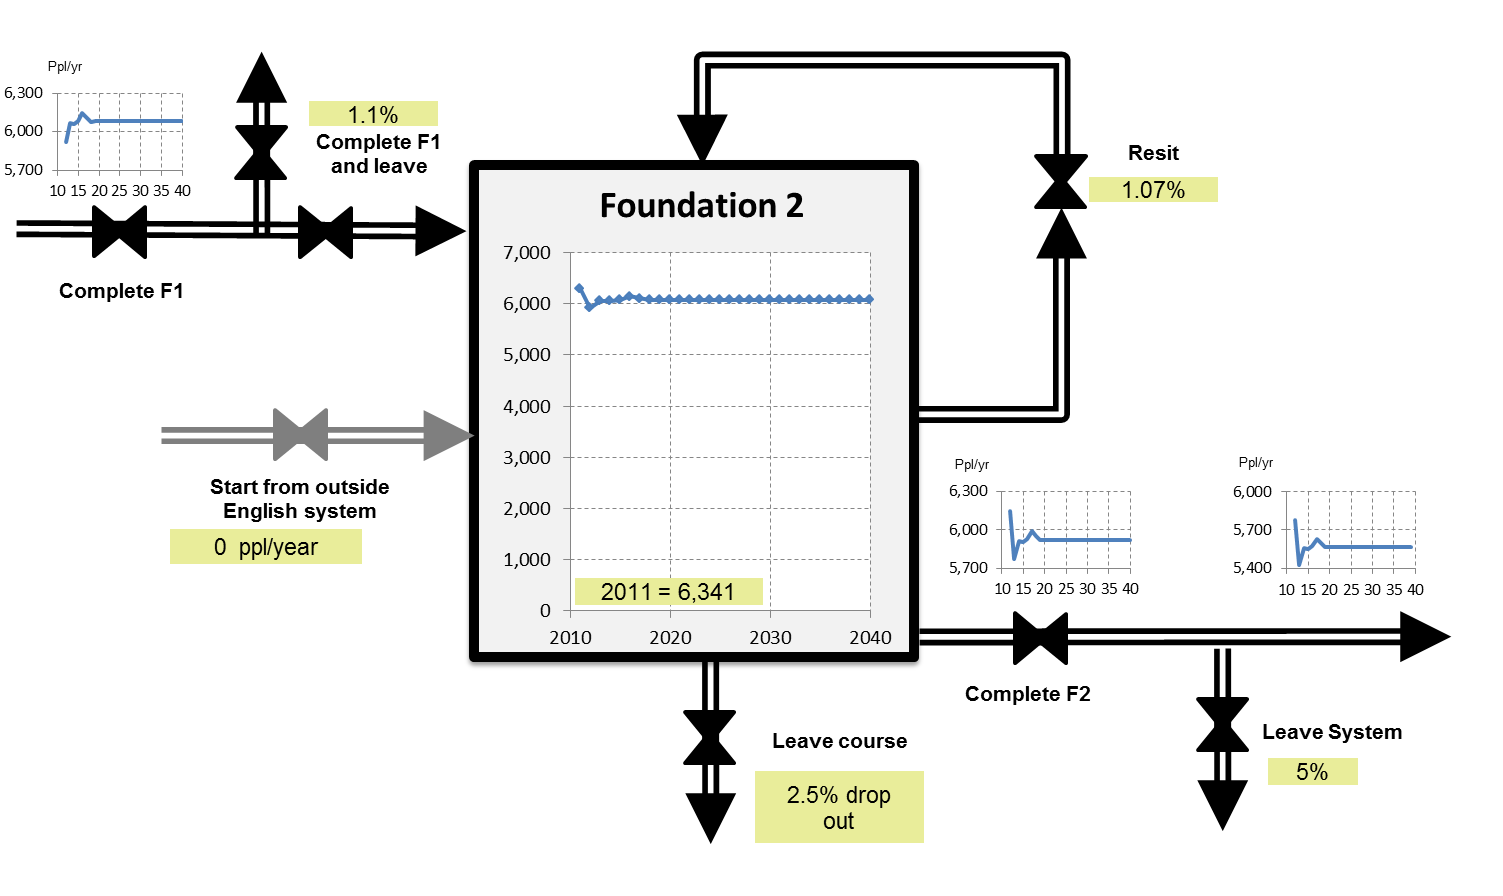 Ppl/yr
6,300
6,000
5,700
10 15 20 25 30 35 40
1.1%
Complete F1
and leave
Complete F1
Resit
1.07%
Foundation 2
7,000
6,000
5,000
4,000
3,000
2,000
1,000
0
2011 = 6,341
2010 2020 2030 2040
Start from outside
English system
0 ppl/year
Ppl/yr
6,300
6,000
5,700
10 15 20 25 30 35 40
Ppl/yr
6,000
5,700
5,400
10 15 20 25 30 35 40
Complete F2
Leave course
2.5% drop
out
Leave System
5%